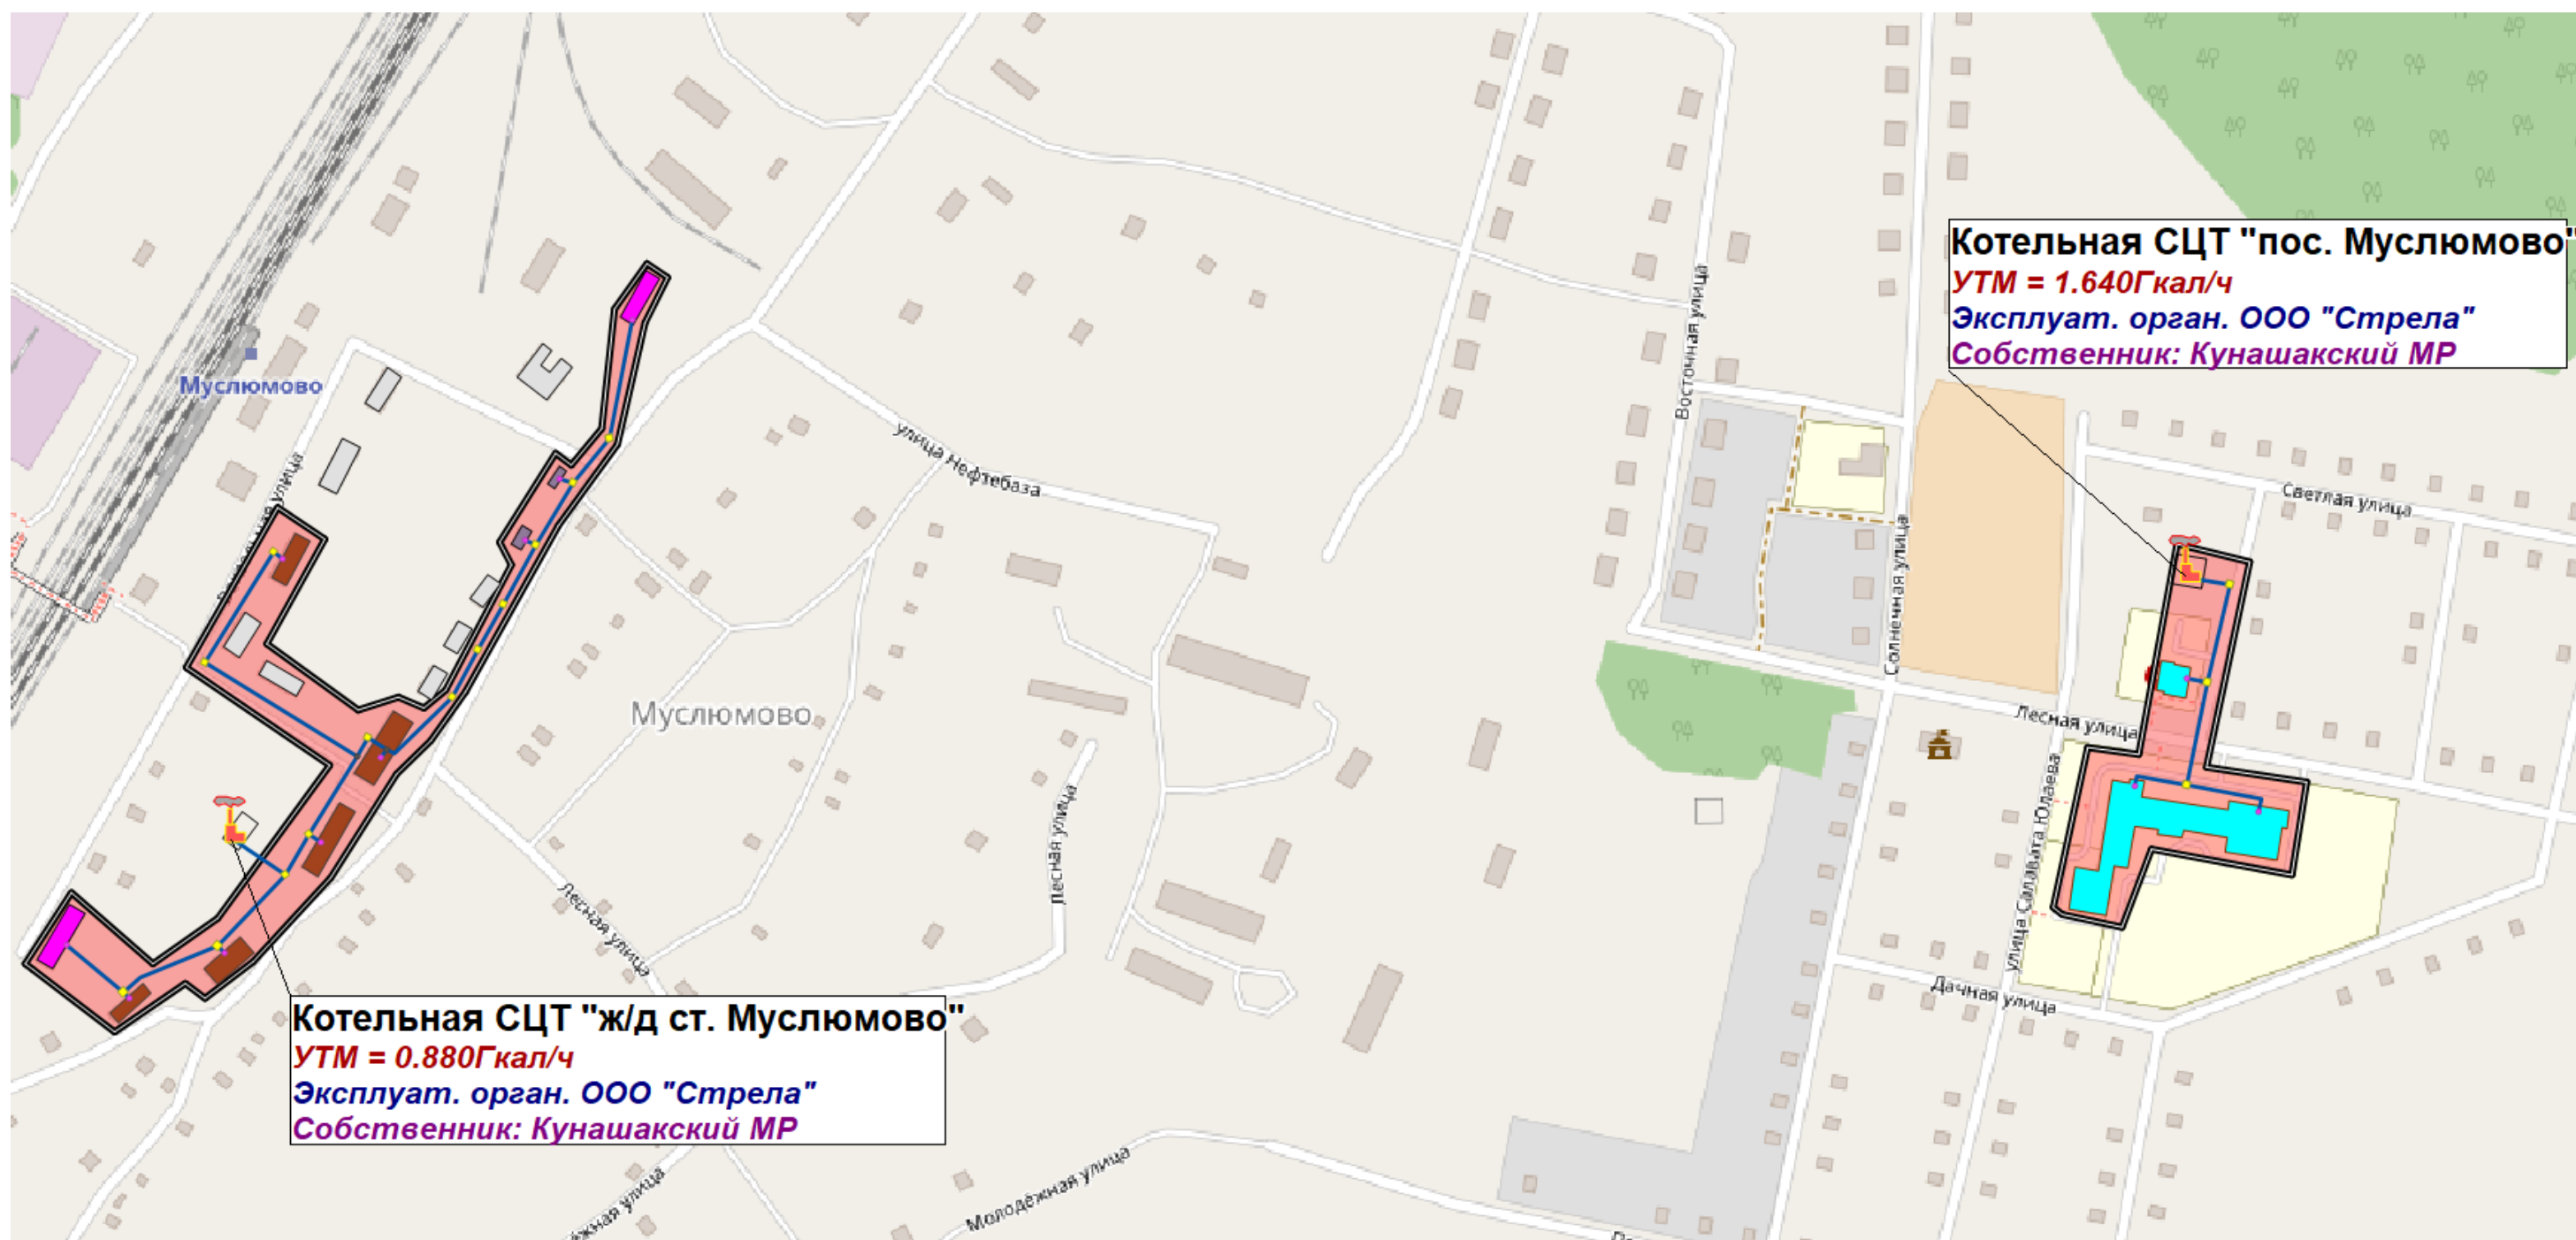 Котельная СЦТ "пос. Муслюмово"
УТМ = 1.640Гкал/ч
Эксплуат. орган. ООО "Стрела"
Собственник: Кунашакский МР
Восточная улица
Муслюмово
улица Нефтебаза
Светлая улица
Солнечная улица
Муслюмово
Лесная улица
улица Салавата Юлаева
Лесная улица
Лесная улица
Дачная улица
Котельная СЦТ "ж/д ст. Муслюмово"
УТМ = 0.880Гкал/ч
Эксплуат. орган. ООО "Стрела"
Собственник: Кунашакский МР
Молодёжная улица
жная улица